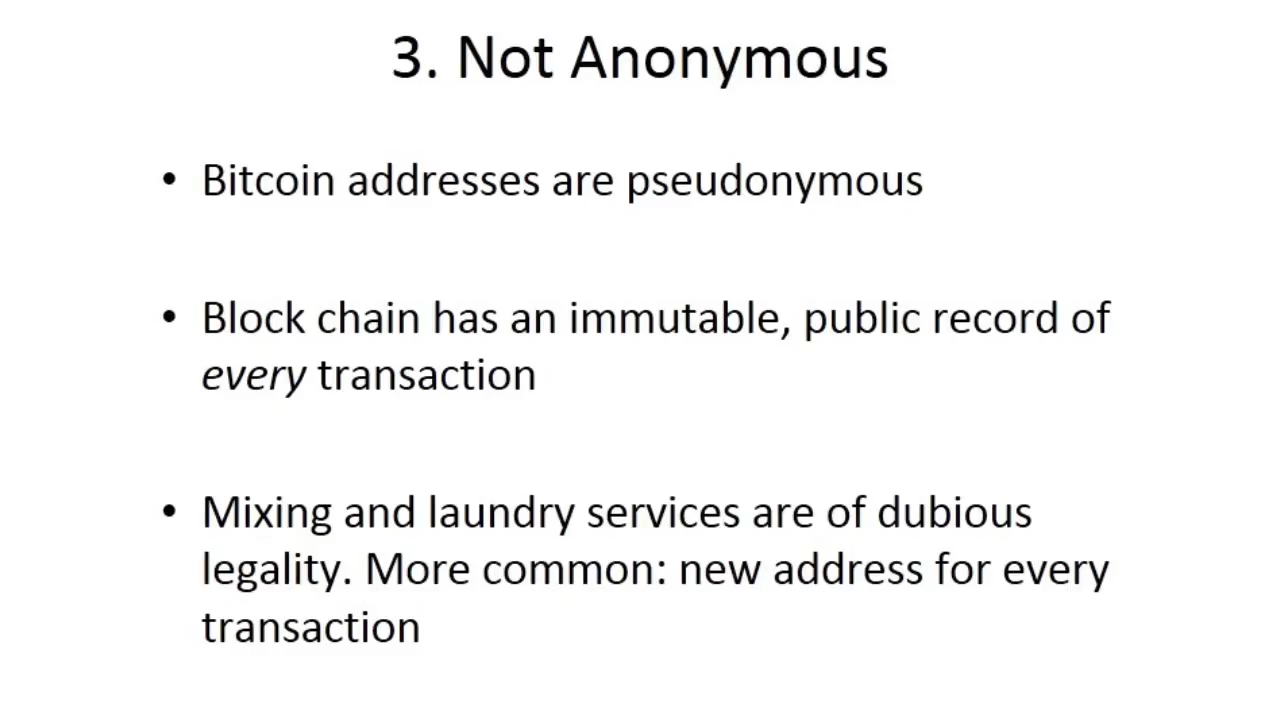 3. Not Anonymous
• Bitcoin addresses are pseudonymous
• Block chain has an immutable, public record of
every transaction
• Mixing and laundry services are of dubious
legality. More common: new address for every
transaction